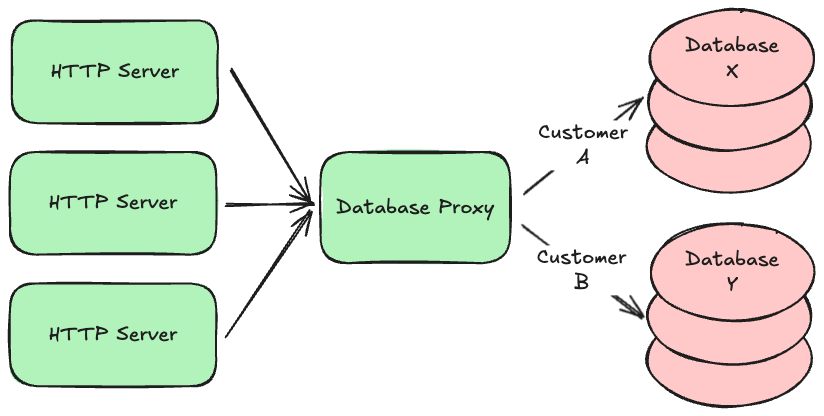 HTTP Server
HTTP Server
HTTP Server
Database Proxy
Customer
A
Customer
B
Database
X
Database
Y